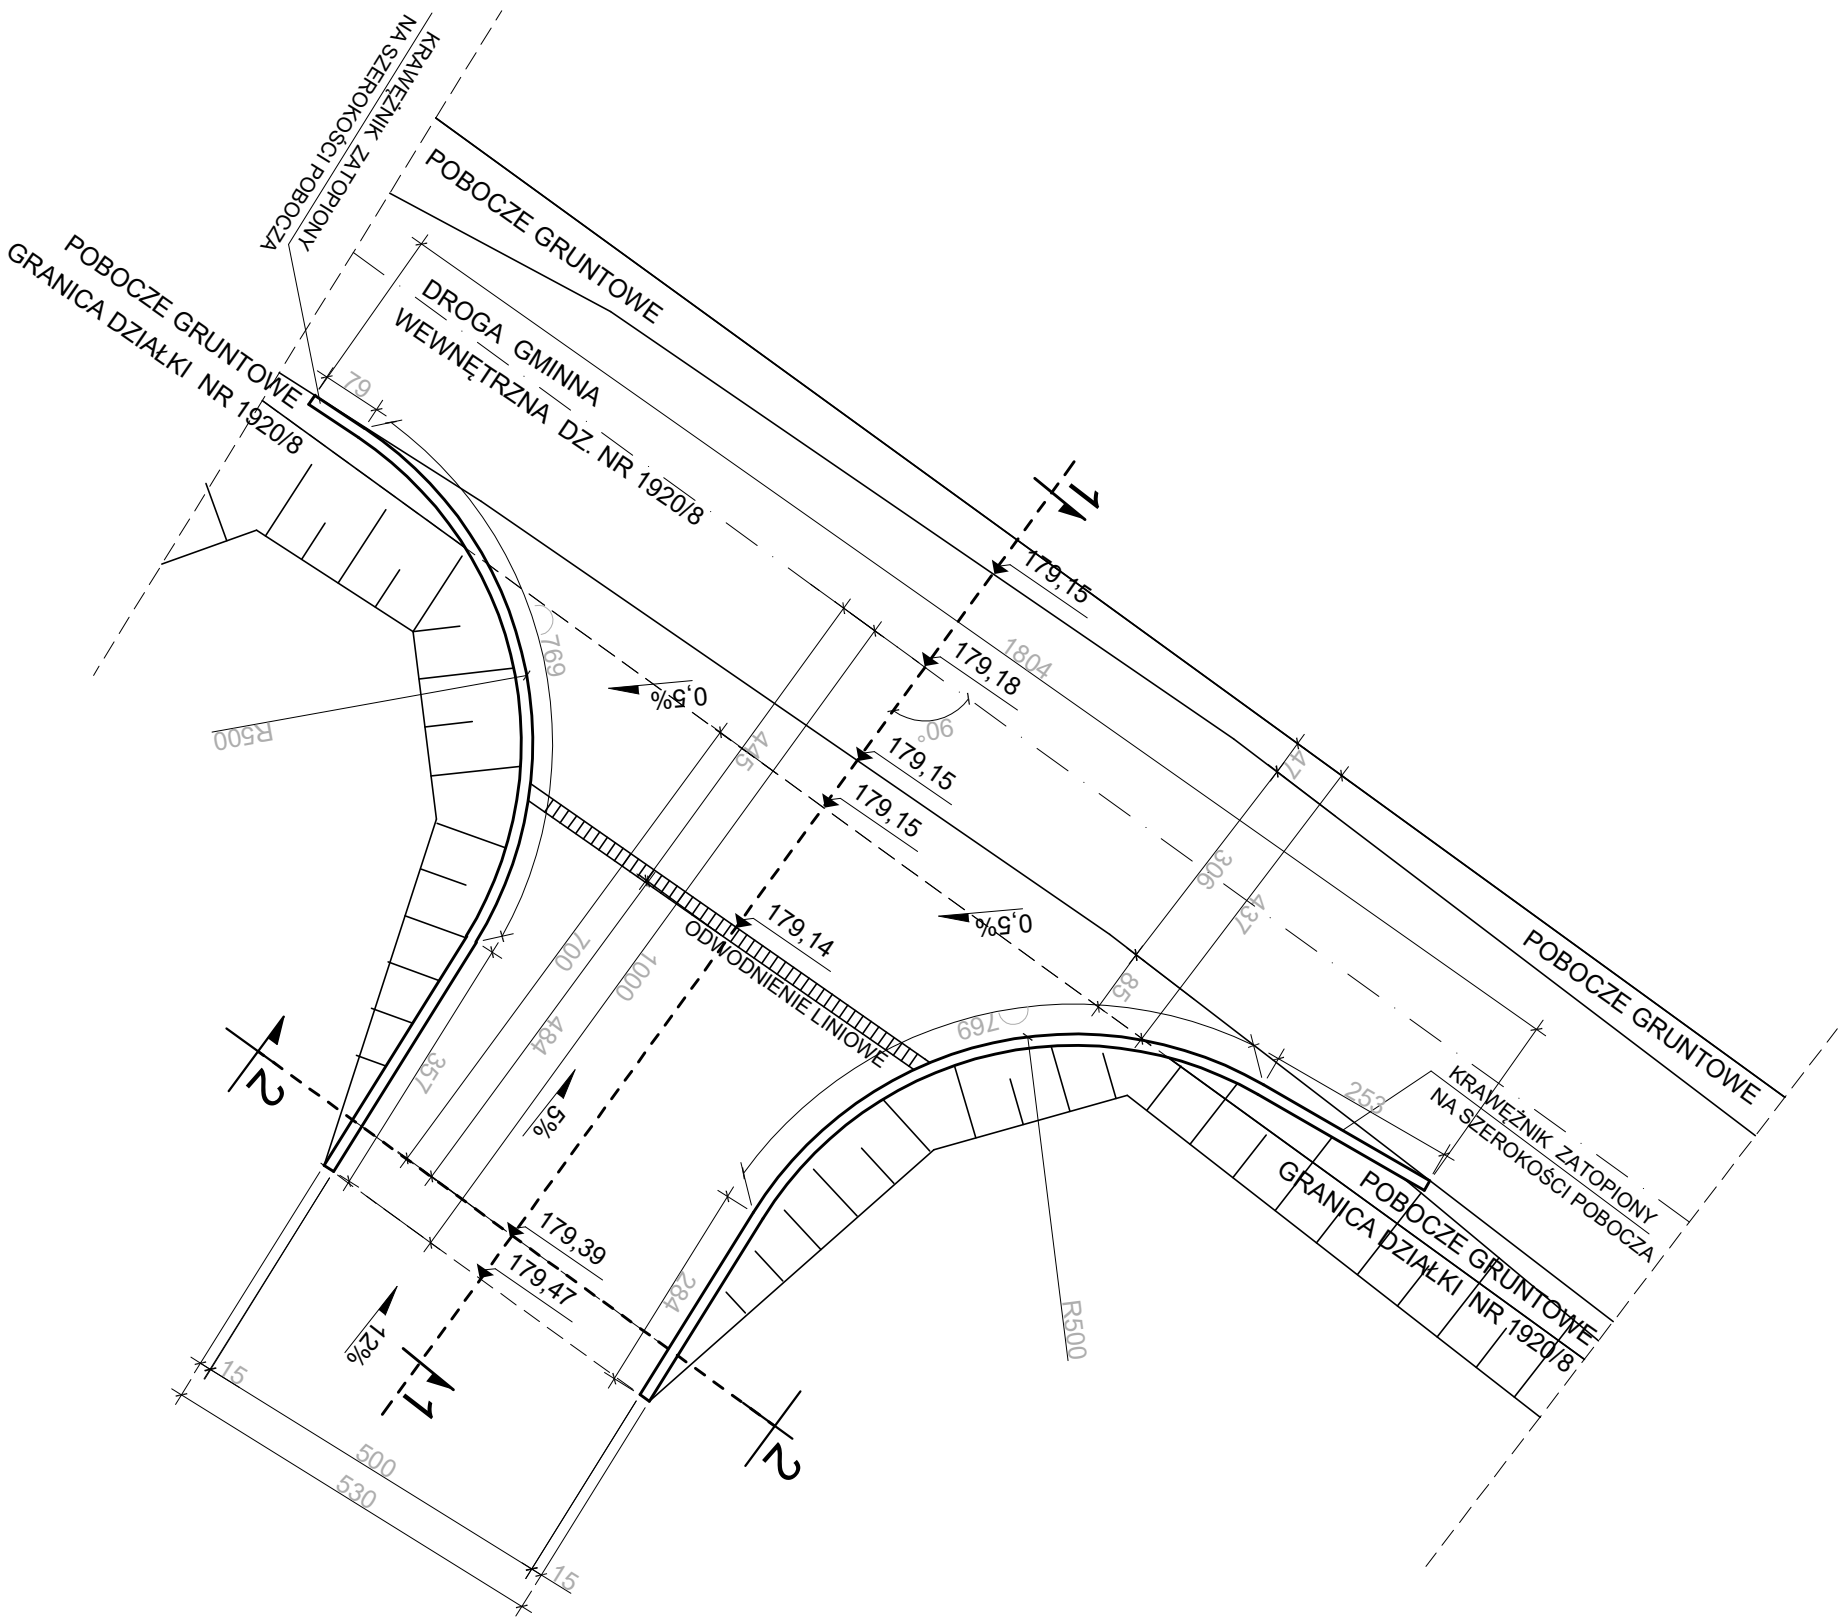 KRAWĘŻNIK ZATOPIONY
NA SZEROKOŚCI POBOCZA
POBOCZE GRUNTOWE
POBOCZE GRUNTOWE
GRANICA DZIAŁKI NR 1920/8
DROGA GMINNA
WEWNĘTRZNA DZ. NR 1920/8
79
1
179,15
1804
179,18
90°
769
0,5%
R500
445
179,15
179,15
47
306
437
0,5%
85
179,14
ODWODNIENIE LINIOWE
700
1000
484
357
5%
2
769
253
POBOCZE GRUNTOWE
KRAWĘŻNIK ZATOPIONY
NA SZEROKOŚCI POBOCZA
POBOCZE GRUNTOWE
GRANICA DZIAŁKI NR 1920/8
179,39
179,47
284
R500
12%
1
15
500
530
2
15